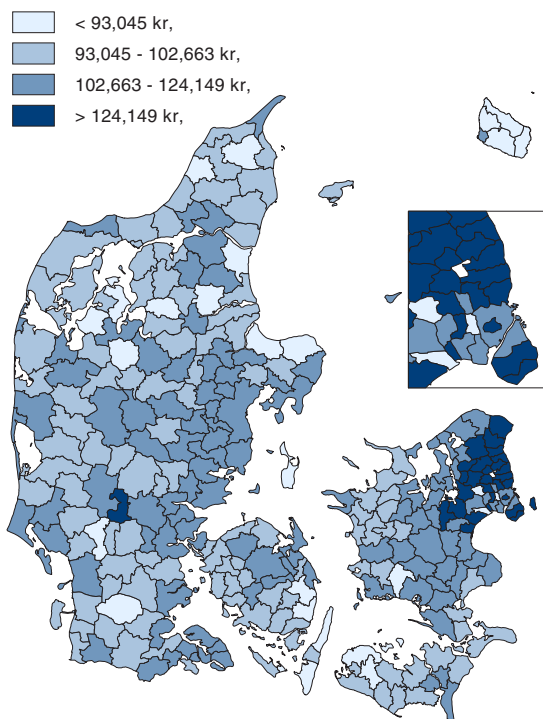 < 93,045 kr,
93,045 - 102,663 kr,
102,663 - 124,149 kr,
> 124,149 kr,